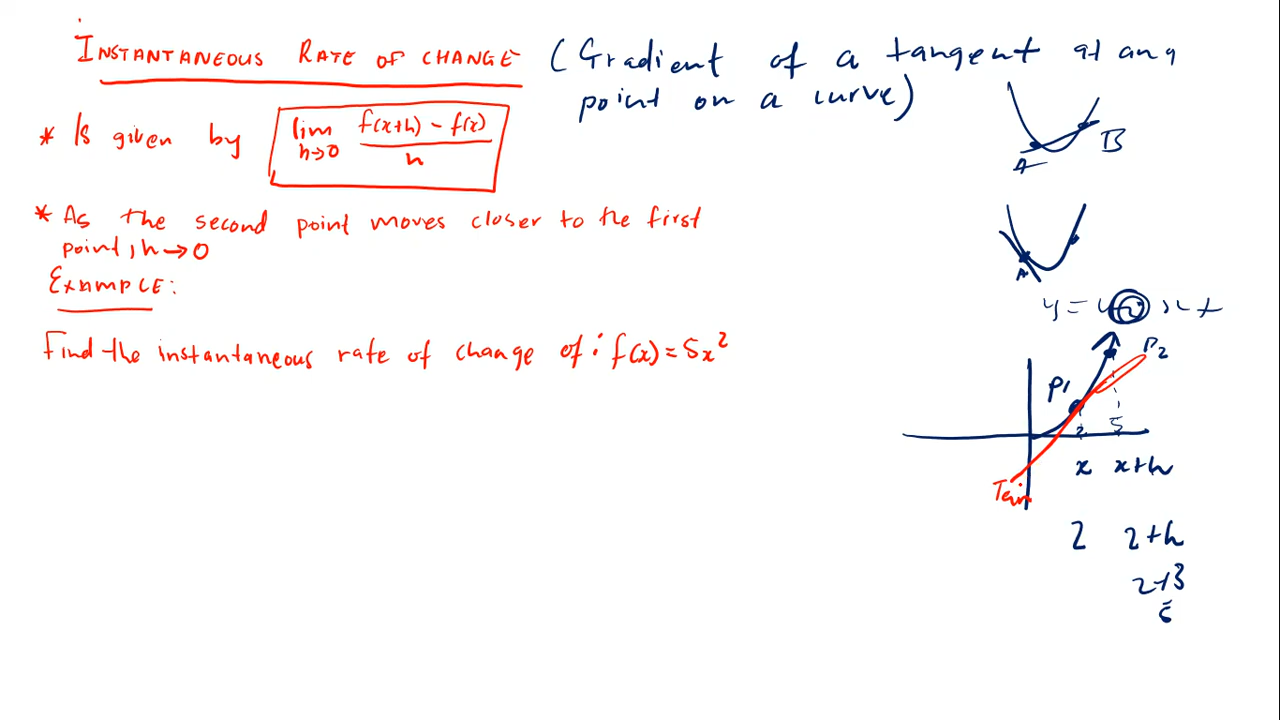 INSTANTANEOUS RATE OF CHANGE (Gradient of a tangent at any
point on a curve)
* Is given by lim h→0 f(x+h) - f(x) / h
* As the second point moves closer to the first
point, h → 0
EXAMPLE:
Find the instantaneous rate of change of: f(x) = 5x²
A B
A
y = x +
P1 P2
2 5
x x+h
2 2+h
2+3
5